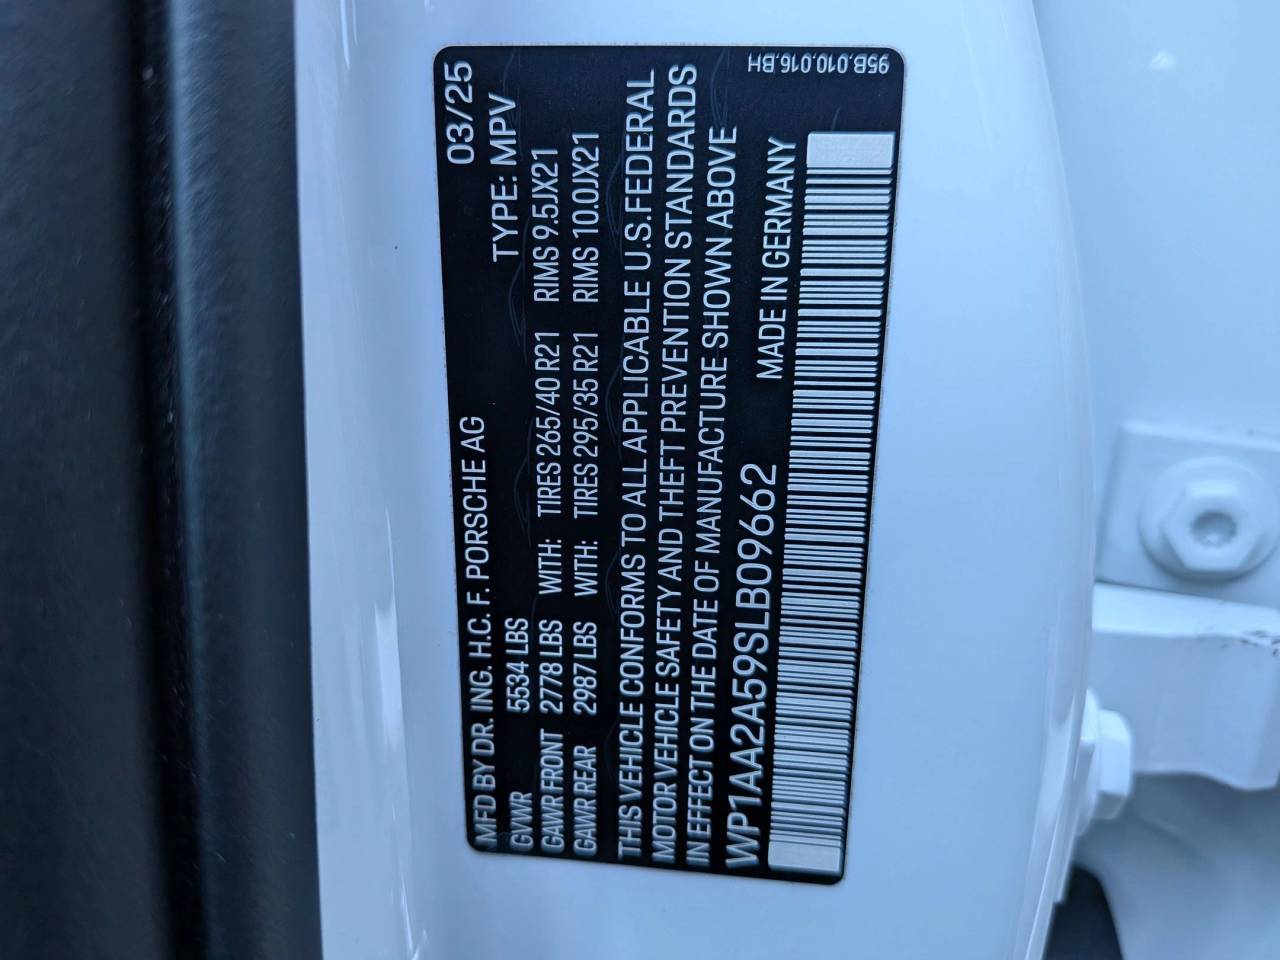 MFD BY DR. ING. H.C. F. PORSCHE AG 03/25
GVWR 5534 LBS TYPE: MPV
GAWR FRONT 2778 LBS WITH: TIRES 265/40 R21 RIMS 9.5JX21
GAWR REAR 2987 LBS WITH: TIRES 295/35 R21 RIMS 10.0JX21
THIS VEHICLE CONFORMS TO ALL APPLICABLE U.S.FEDERAL
MOTOR VEHICLE SAFETY AND THEFT PREVENTION STANDARDS
IN EFFECT ON THE DATE OF MANUFACTURE SHOWN ABOVE
WP1AA2A59SLB09662 MADE IN GERMANY
95B.010.016.BH